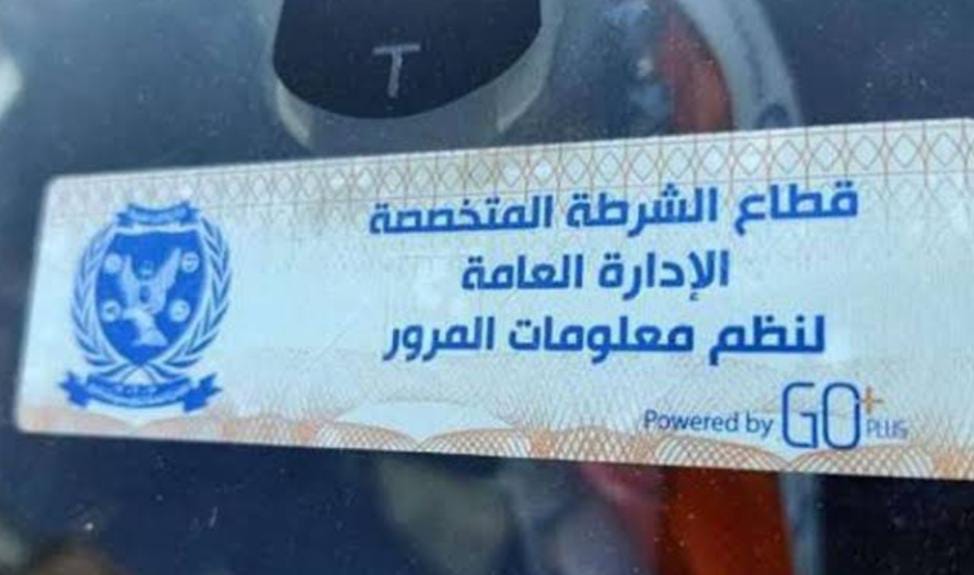 T
قطاع الشرطة المتخصصة
الإدارة العامة
لنظم معلومات المرور
Powered by GO+ PLUS